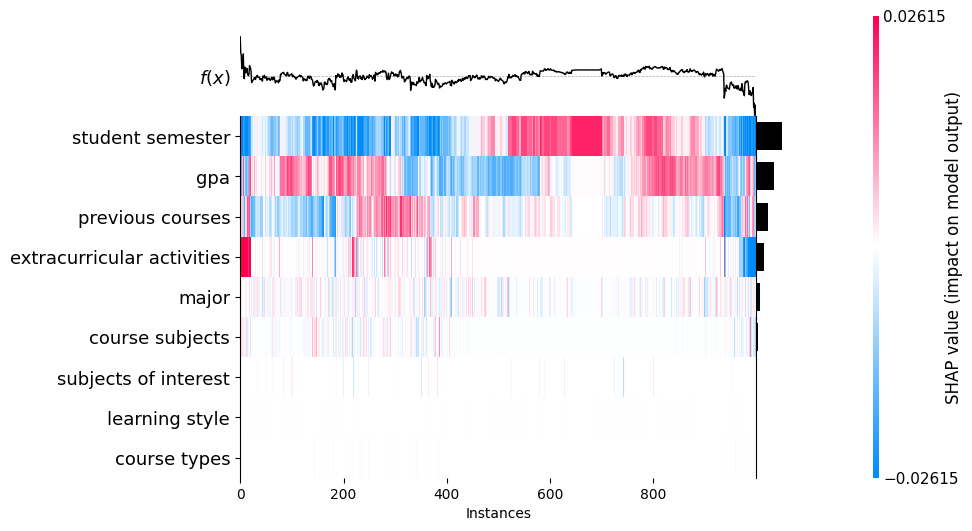 0.02615
f(x)
student semester
gpa
previous courses
extracurricular activities
major
course subjects
subjects of interest
learning style
course types
0 200 400 600 800
Instances
−0.02615
SHAP value (impact on model output)